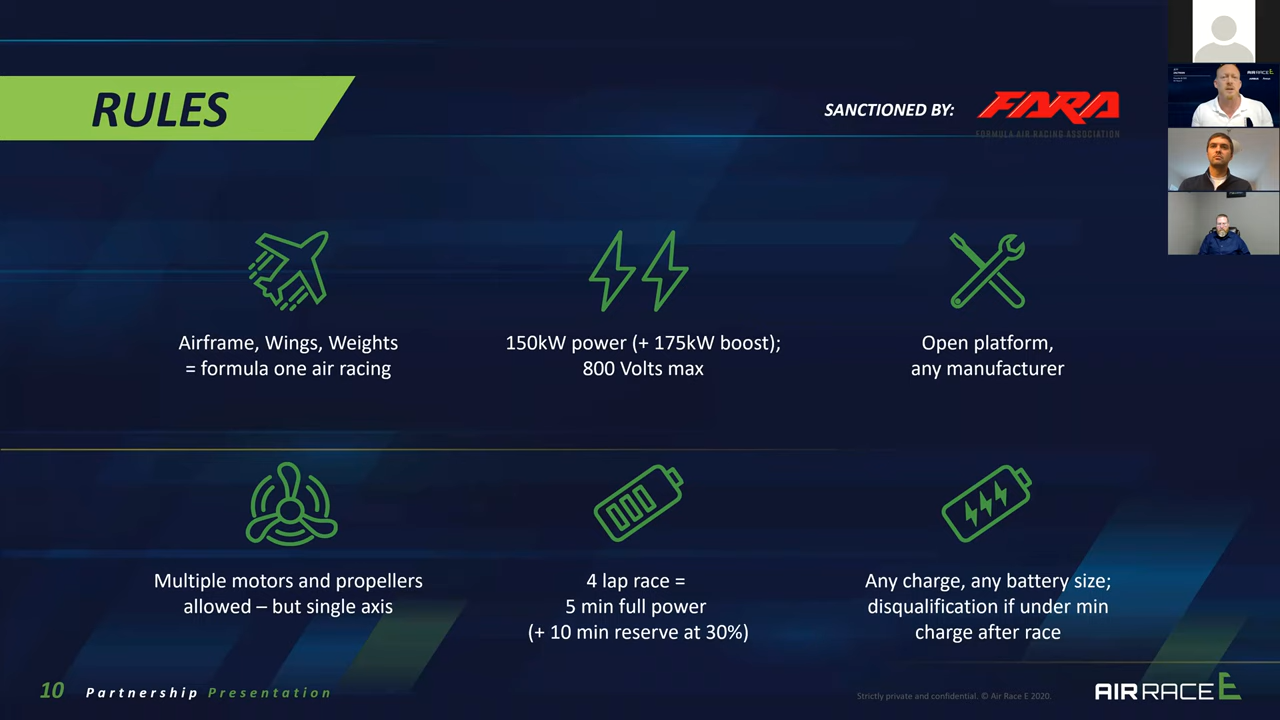 RULES
SANCTIONED BY:
FARA
FORMULA AIR RACING ASSOCIATION
Airframe, Wings, Weights
= formula one air racing
150kW power (+ 175kW boost);
800 Volts max
Open platform,
any manufacturer
Multiple motors and propellers
allowed – but single axis
4 lap race =
5 min full power
(+ 10 min reserve at 30%)
Any charge, any battery size;
disqualification if under min
charge after race
10 Partnership Presentation
Strictly private and confidential. © Air Race E 2020.
AIR RACE E